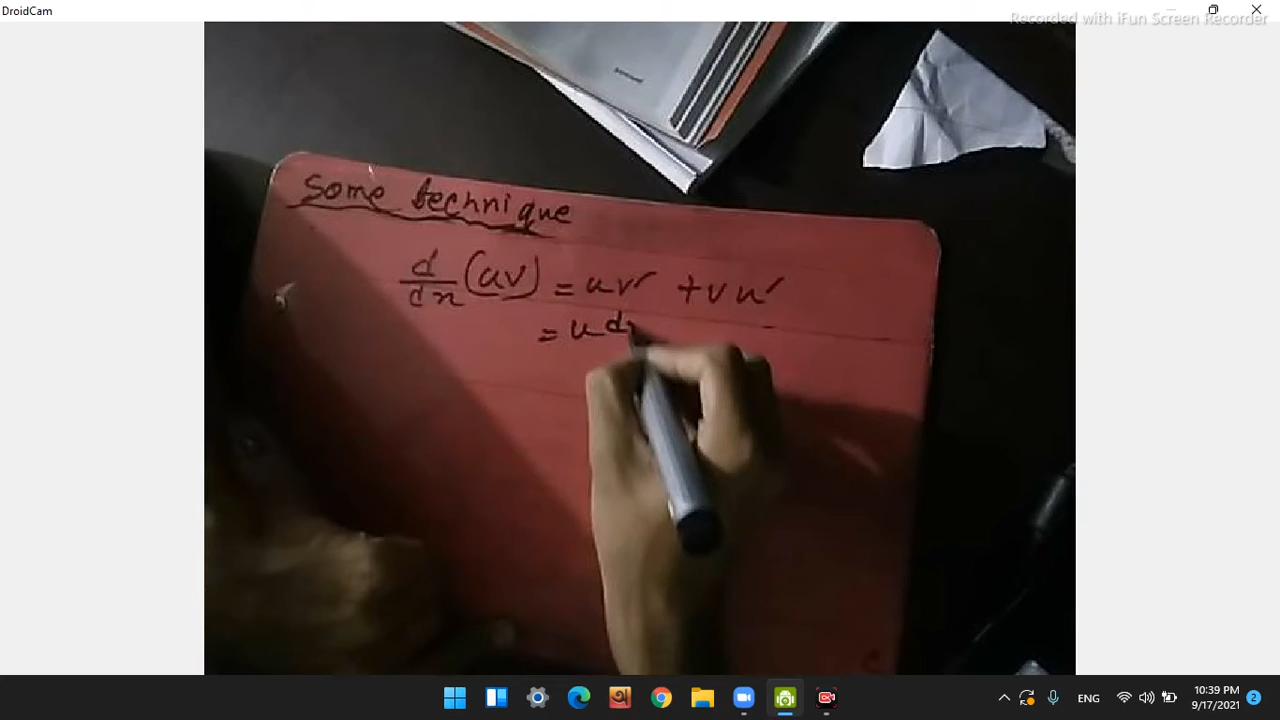 DroidCam
Recorded with iFun Screen Recorder
Some technique
d/dx (uv) = uv′ + vu′
= u d
ENG
10:39 PM
9/17/2021
2